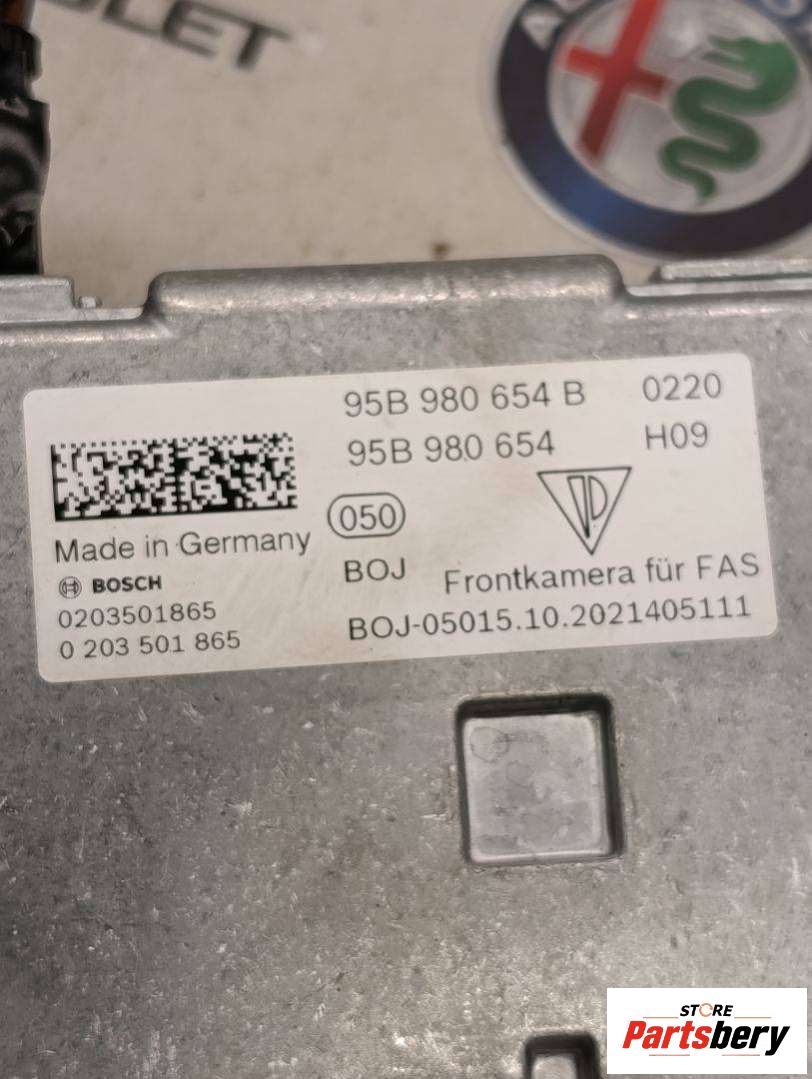 LET
95B 980 654 B 0220
95B 980 654 H09
050
Made in Germany
BOJ
Frontkamera für FAS
BOSCH
0203501865
BOJ-05015.10.2021405111
0 203 501 865
STORE
Partsbery